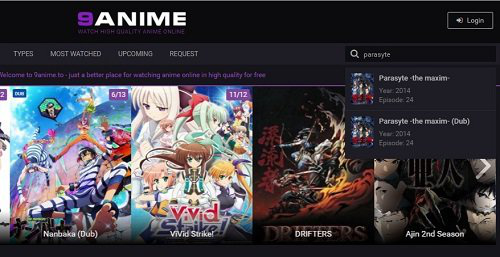 9ANIME
WATCH HIGH QUALITY ANIME ONLINE
Login
TYPES
MOST WATCHED
UPCOMING
REQUEST
parasyte
Welcome to 9anime.to - just a better place for watching anime online in high quality for free
Parasyte -the maxim-
Year: 2014
Episode: 24
Parasyte -the maxim- (Dub)
Year: 2014
Episode: 24
2
DUB
6/13
11/12
ViVid
Strike!
DRIFTERS
Nanbaka (Dub)
ViVid Strike!
DRIFTERS
Ajin 2nd Season